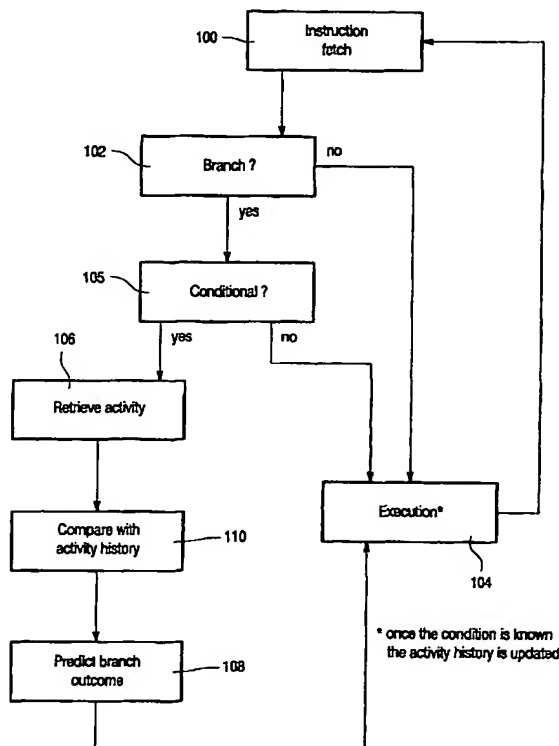 100
Instruction
fetch
102
Branch ?
no
yes
105
Conditional ?
yes
no
106
Retrieve activity
Compare with
activity history
110
Execution*
104
Predict branch
outcome
108
* once the condition is known
the activity history is updated